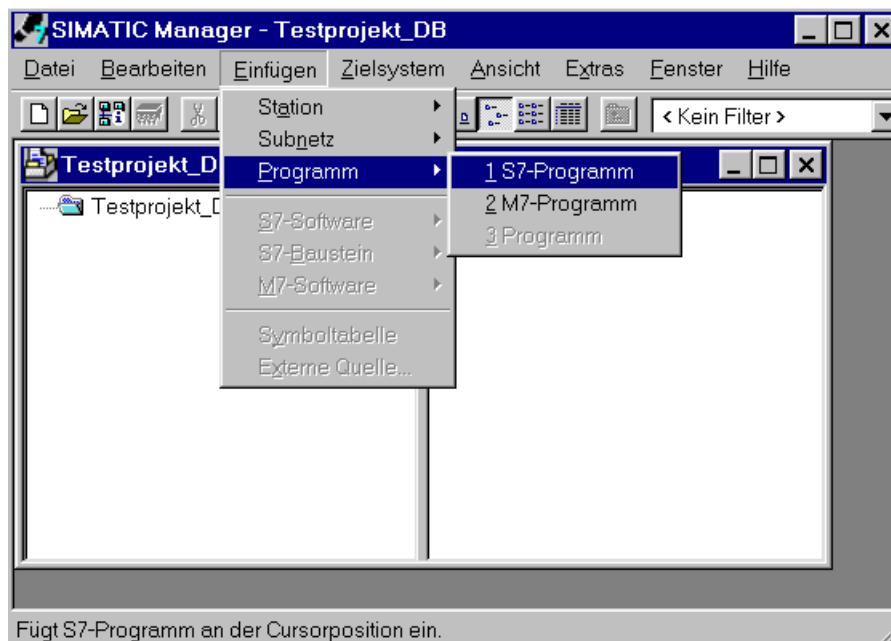 SIMATIC Manager - Testprojekt_DB
Datei Bearbeiten Einfügen Zielsystem Ansicht Extras Fenster Hilfe
< Kein Filter >
Station
Subnetz
Programm
S7-Software
S7-Baustein
M7-Software
Symboltabelle
Externe Quelle...
1 S7-Programm
2 M7-Programm
3 Programm
Testprojekt_D
Testprojekt_D
Fügt S7-Programm an der Cursorposition ein.